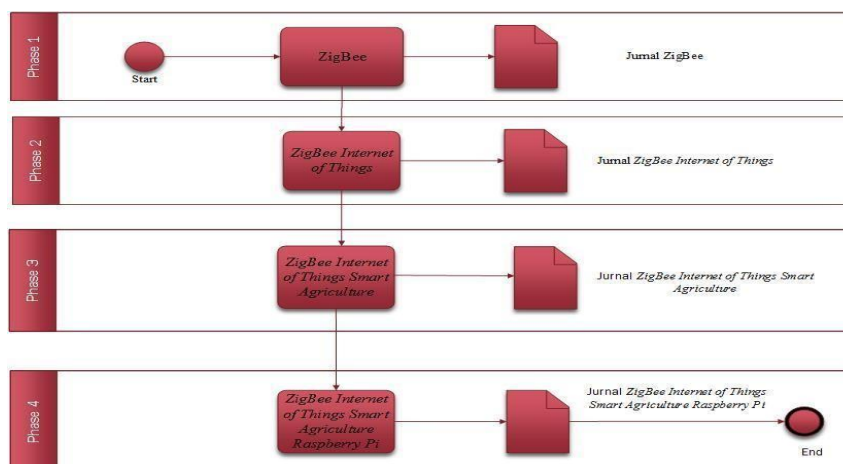 Phase 1
Start
ZigBee
Jurnal ZigBee
Phase 2
ZigBee Internet
of Things
Jurnal ZigBee Internet of Things
Phase 3
ZigBee Internet
of Things Smart
Agriculture
Jurnal ZigBee Internet of Things Smart
Agriculture
Phase 4
ZigBee Internet
of Things Smart
Agriculture
Raspberry Pi
Jurnal ZigBee Internet of Things
Smart Agriculture Raspberry Pi
End